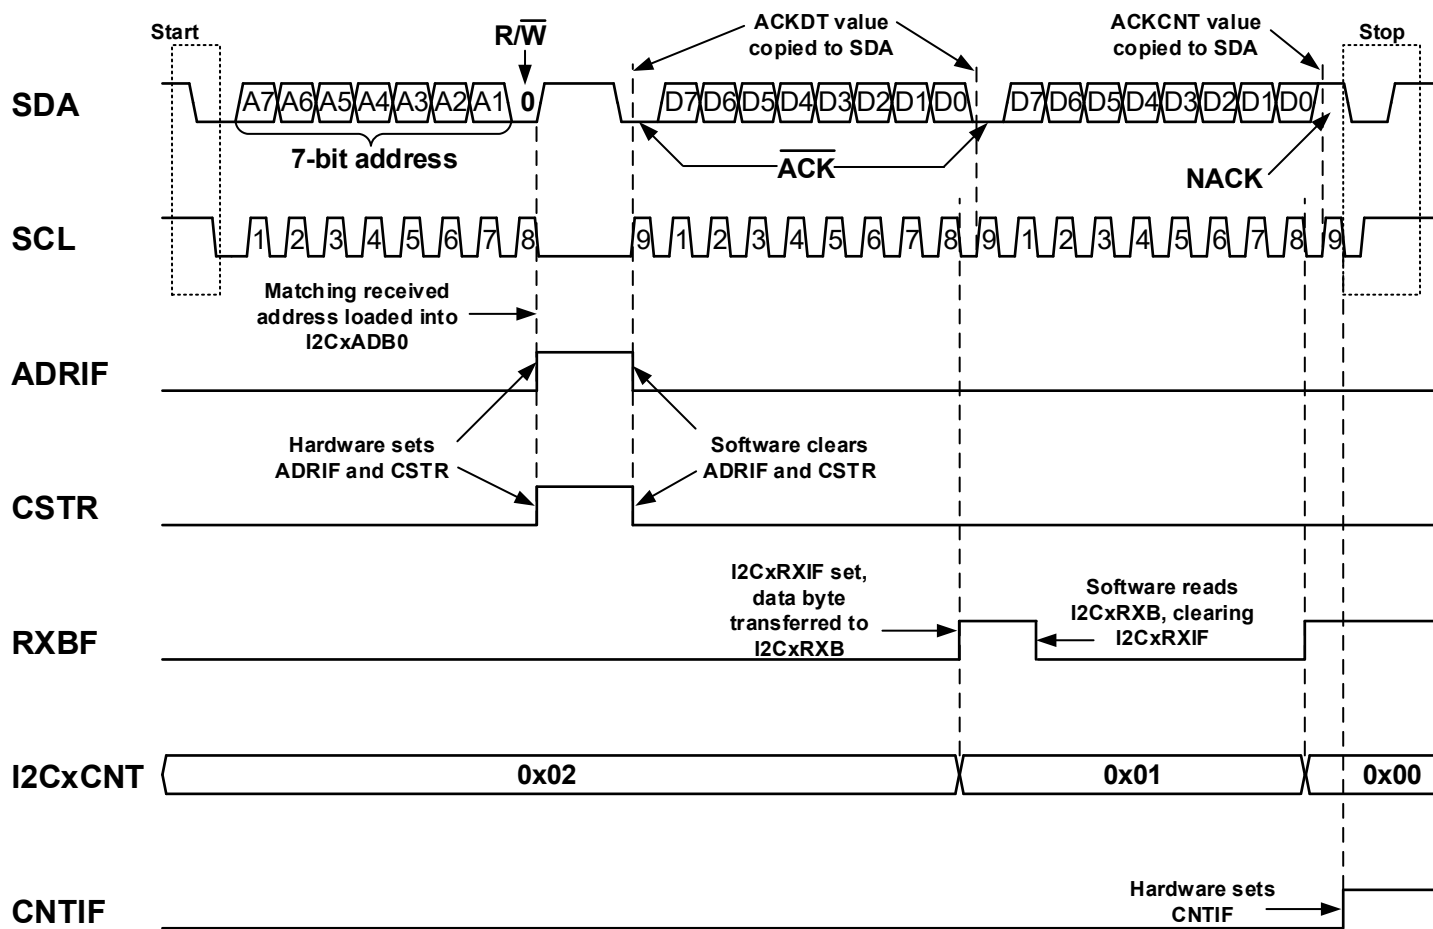 Start
R/W
ACKDT value
copied to SDA
ACKCNT value
copied to SDA
Stop
SDA
A7 A6 A5 A4 A3 A2 A1 0 D7 D6 D5 D4 D3 D2 D1 D0 D7 D6 D5 D4 D3 D2 D1 D0
7-bit address
ACK
NACK
SCL
1 2 3 4 5 6 7 8 9 1 2 3 4 5 6 7 8 9 1 2 3 4 5 6 7 8 9
Matching received
address loaded into
I2CxADB0
ADRIF
Hardware sets
ADRIF and CSTR
Software clears
ADRIF and CSTR
CSTR
I2CxRXIF set,
data byte
transferred to
I2CxRXB
Software reads
I2CxRXB, clearing
I2CxRXIF
RXBF
I2CxCNT
0x02 0x01 0x00
Hardware sets
CNTIF
CNTIF